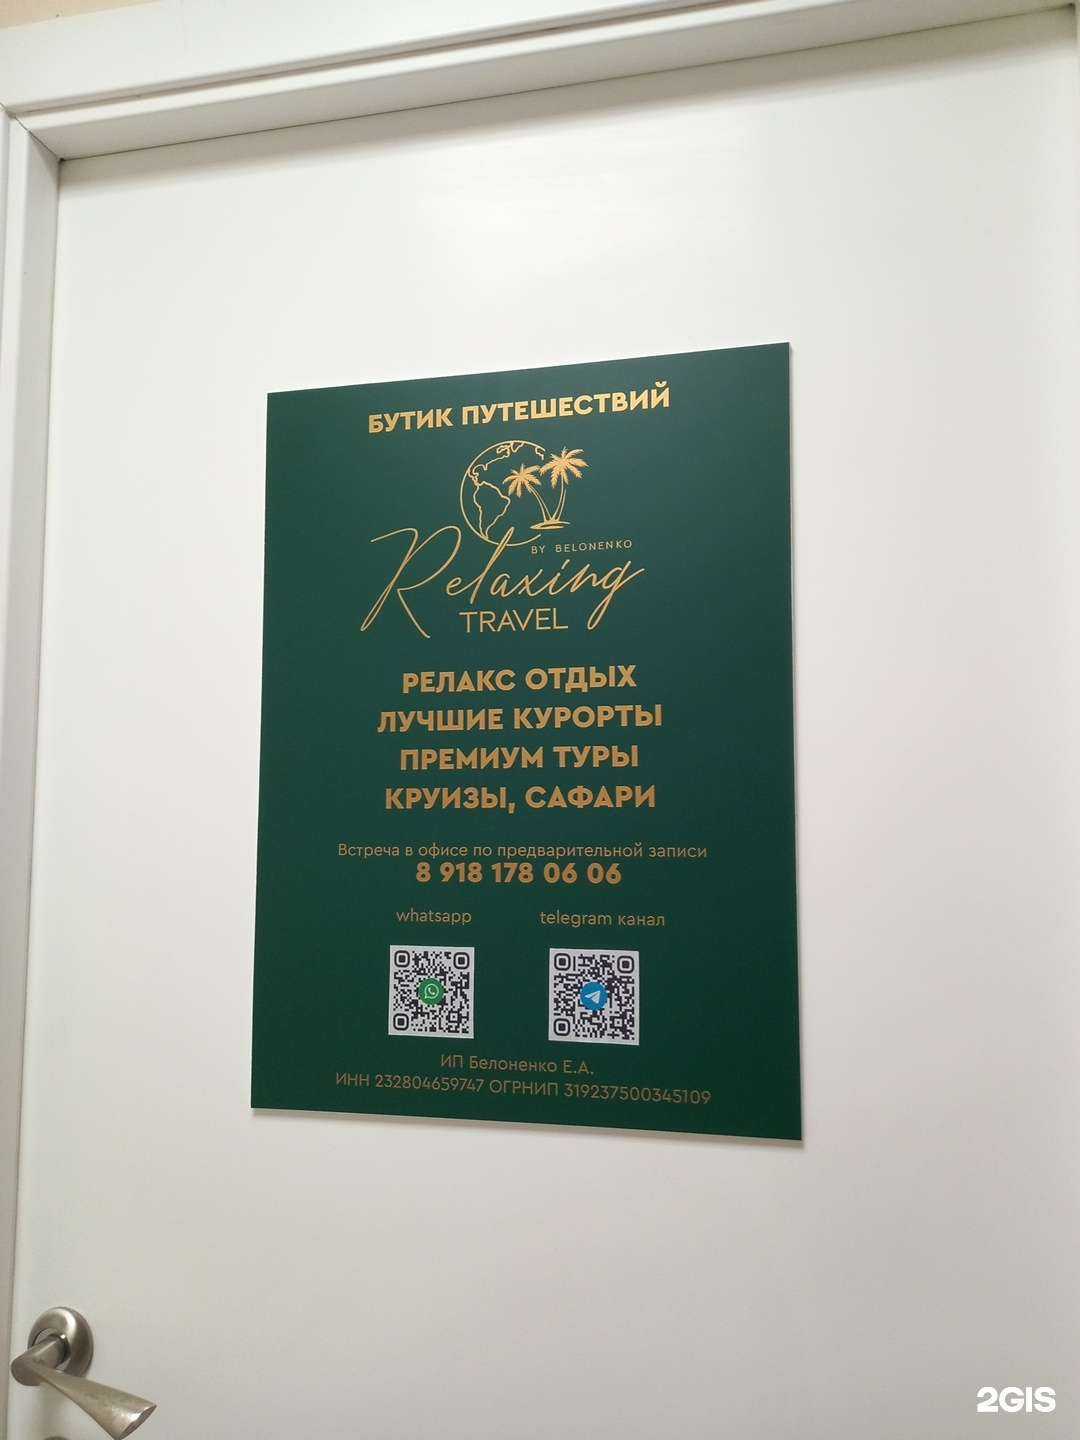 БУТИК ПУТЕШЕСТВИЙ
BY BELONENKO
Relaxing
TRAVEL
РЕЛАКС ОТДЫХ
ЛУЧШИЕ КУРОРТЫ
ПРЕМИУМ ТУРЫ
КРУИЗЫ, САФАРИ
Встреча в офисе по предварительной записи
8 918 178 06 06
whatsapp
telegram канал
ИП Белоненко Е.А.
ИНН 232804659747 ОГРНИП 319237500345109
2GIS